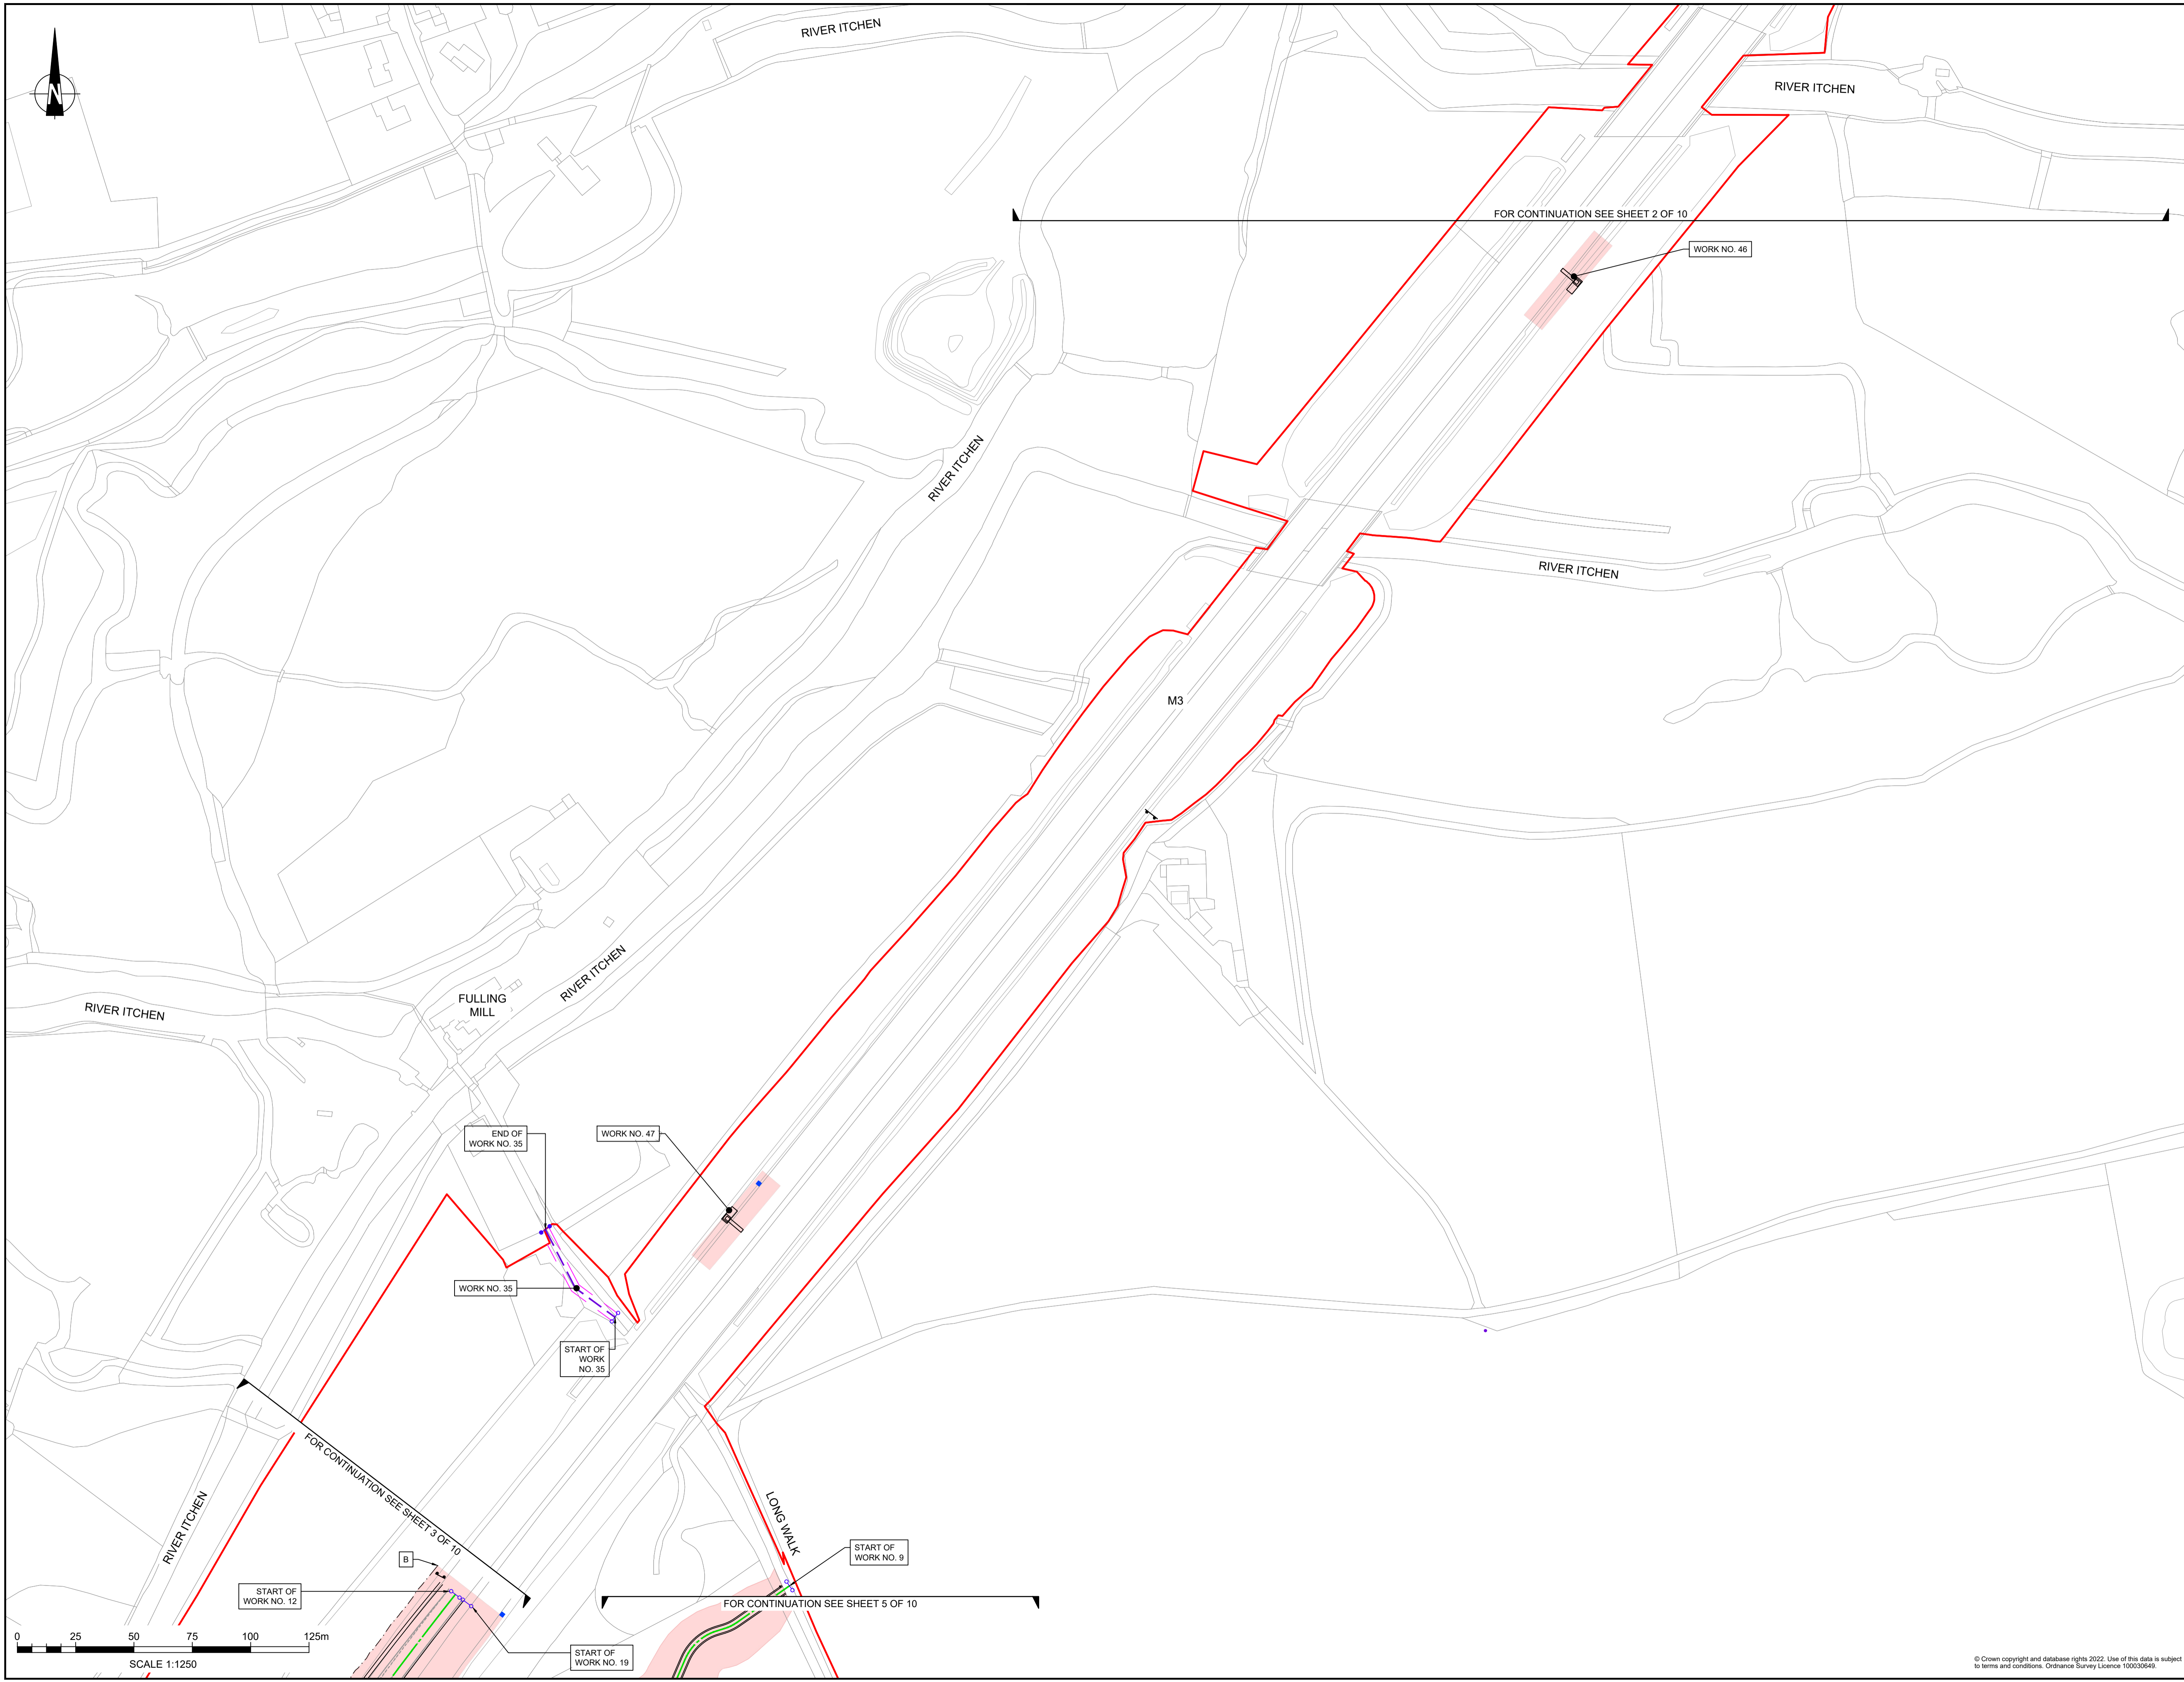 RIVER ITCHEN
RIVER ITCHEN
N
FOR CONTINUATION SEE SHEET 2 OF 10
WORK NO. 46
RIVER ITCHEN
RIVER ITCHEN
M3
RIVER ITCHEN
FULLING
MILL
RIVER ITCHEN
END OF
WORK NO. 35
WORK NO. 47
WORK NO. 35
START OF
WORK
NO. 35
FOR CONTINUATION SEE SHEET 3 OF 10
RIVER ITCHEN
LONG WALK
START OF
WORK NO. 9
B
START OF
WORK NO. 12
FOR CONTINUATION SEE SHEET 5 OF 10
START OF
WORK NO. 19
0 25 50 75 100 125m
SCALE 1:1250
© Crown copyright and database rights 2022. Use of this data is subject
to terms and conditions. Ordnance Survey Licence 100030649.